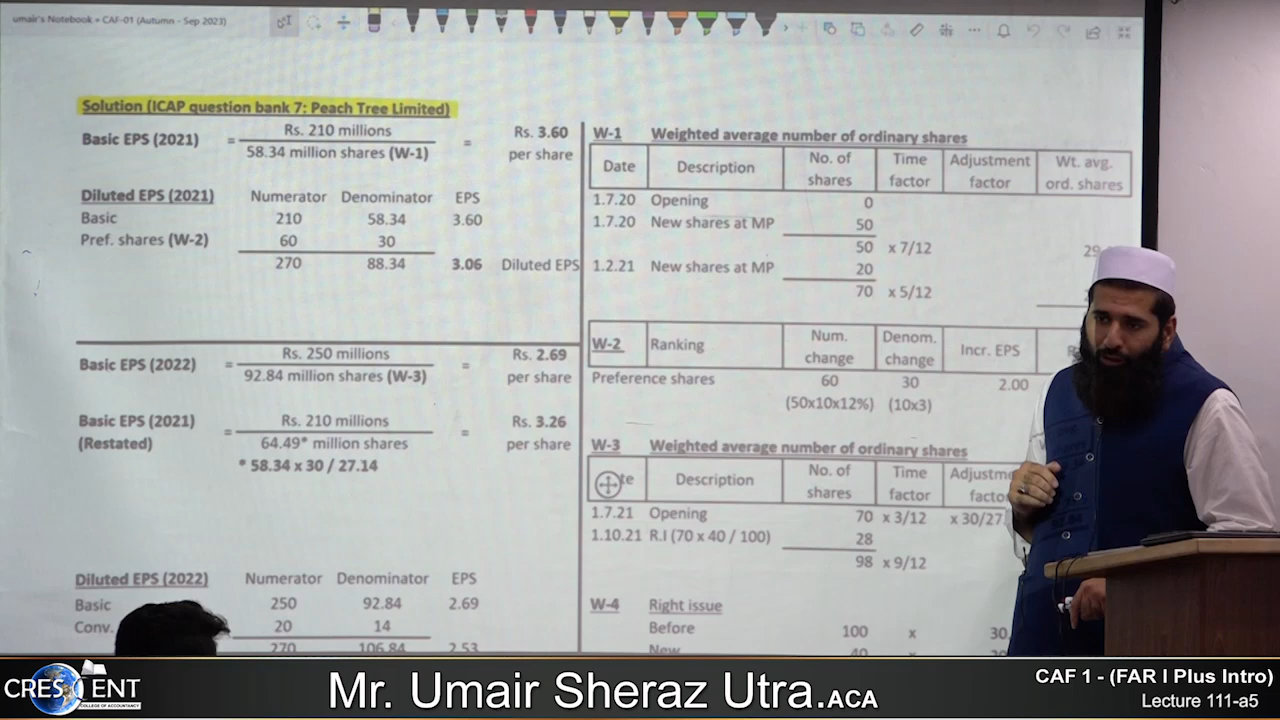 umair's Notebook » CAF-01 (Autumn - Sep 2023)
Solution (ICAP question bank 7: Peach Tree Limited)
Basic EPS (2021) = Rs. 210 millions = Rs. 3.60
58.34 million shares (W-1) per share
Diluted EPS (2021) Numerator Denominator EPS
Basic 210 58.34 3.60
Pref. shares (W-2) 60 30
270 88.34 3.06 Diluted EPS
Basic EPS (2022) = Rs. 250 millions = Rs. 2.69
92.84 million shares (W-3) per share
Basic EPS (2021) = Rs. 210 millions = Rs. 3.26
(Restated) 64.49* million shares per share
* 58.34 x 30 / 27.14
Diluted EPS (2022) Numerator Denominator EPS
Basic 250 92.84 2.69
Conv. 20 14
270 106.84 2.53
W-1 Weighted average number of ordinary shares
Date Description No. of shares Time factor Adjustment factor Wt. avg. ord. shares
1.7.20 Opening 0
1.7.20 New shares at MP 50
50 x 7/12 29
1.2.21 New shares at MP 20
70 x 5/12
W-2 Ranking Num. change Denom. change Incr. EPS
Preference shares 60 30 2.00
(50x10x12%) (10x3)
W-3 Weighted average number of ordinary shares
Description No. of shares Time factor
1.7.21 Opening 70 x 3/12 x 30/27
1.10.21 R.I (70 x 40 / 100) 28
98 x 9/12
W-4 Right issue
Before 100 x 30
New 40 x
CRESCENT
COLLEGE OF ACCOUNTANCY
Mr. Umair Sheraz Utra.ACA
CAF 1 - (FAR I Plus Intro)
Lecture 111-a5